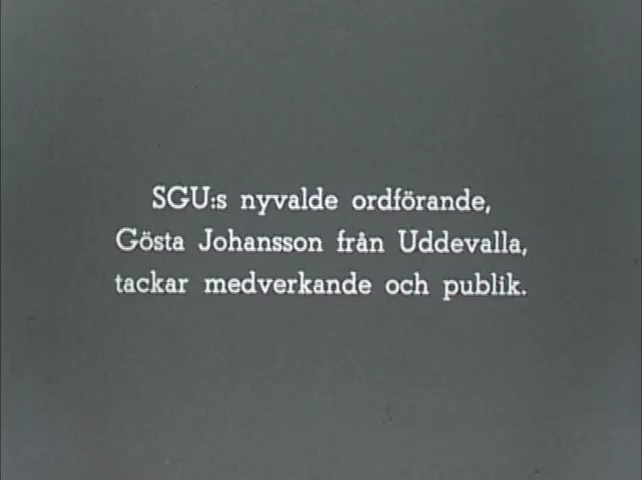 SGU:s nyvalde ordförande,
Gösta Johansson från Uddevalla,
tackar medverkande och publik.